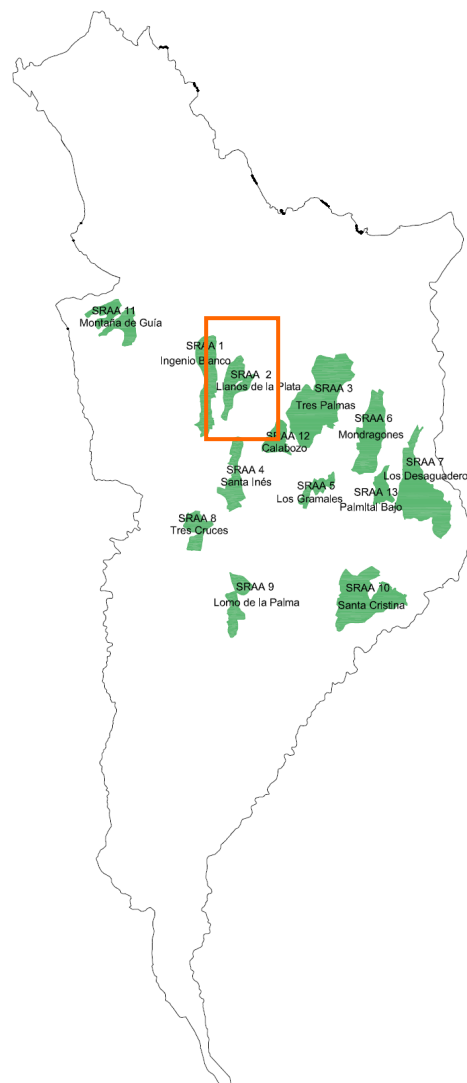 SRAA 11
Montaña de Guía
SRAA 1
Ingenio Blanco
SRAA 2
Llanos de la Plata
SRAA 3
Tres Palmas
SRAA 12
Calabozo
SRAA 6
Mondragones
SRAA 7
Los Desaguadero
SRAA 4
Santa Inés
SRAA 5
Los Gramales
SRAA 13
Palmital Bajo
SRAA 8
Tres Cruces
SRAA 9
Lomo de la Palma
SRAA 10
Santa Cristina